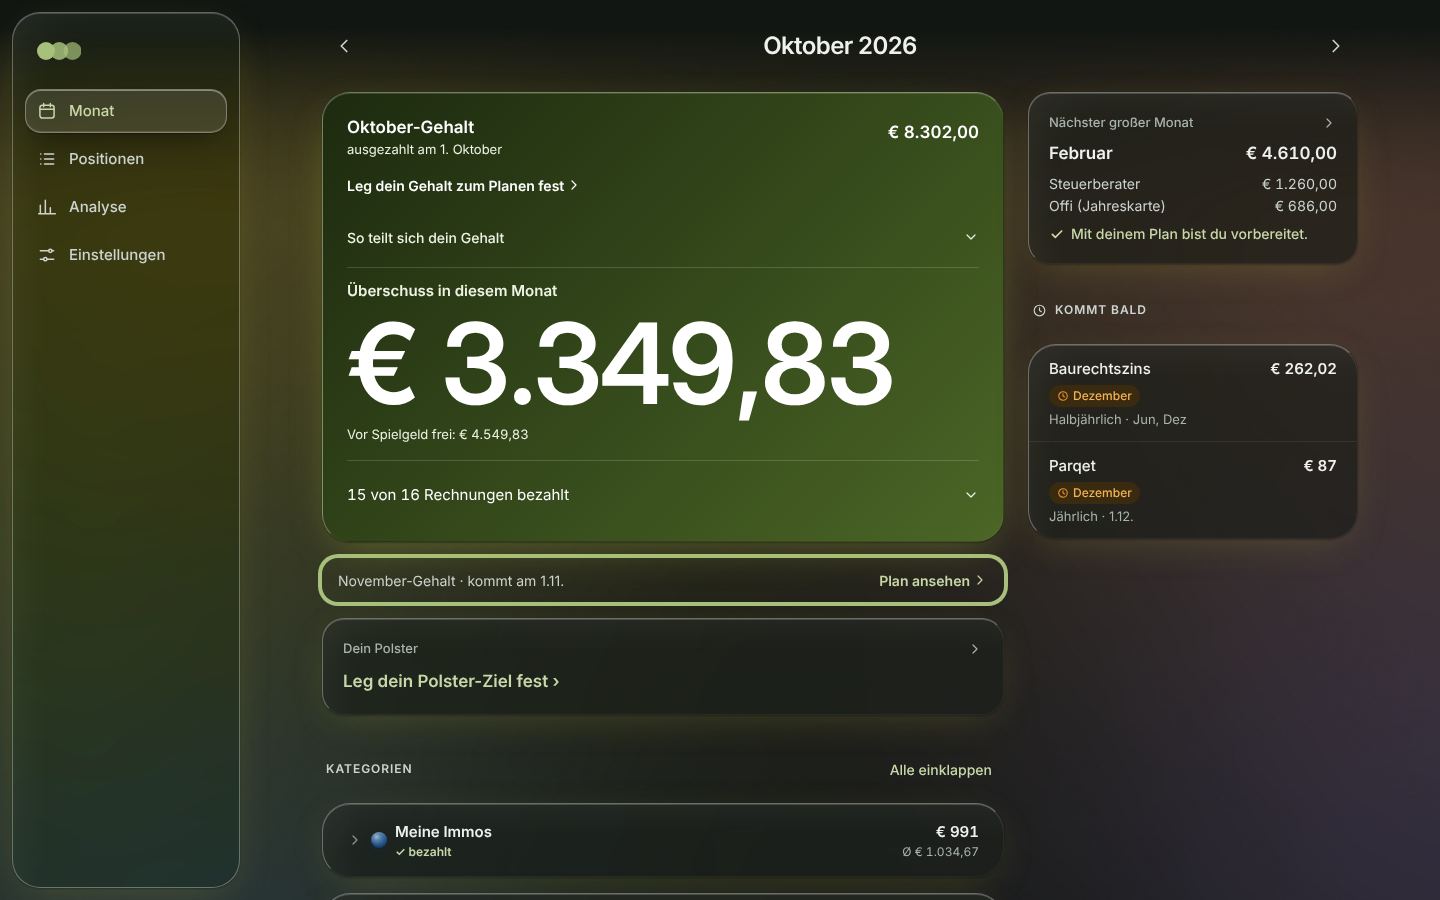 Oktober 2026
Monat
Positionen
Analyse
Einstellungen
Oktober-Gehalt
€ 8.302,00
ausgezahlt am 1. Oktober
Leg dein Gehalt zum Planen fest
So teilt sich dein Gehalt
Überschuss in diesem Monat
€ 3.349,83
Vor Spielgeld frei: € 4.549,83
15 von 16 Rechnungen bezahlt
November-Gehalt · kommt am 1.11.
Plan ansehen
Dein Polster
Leg dein Polster-Ziel fest ›
KATEGORIEN
Alle einklappen
Meine Immos
€ 991
✓ bezahlt
Ø € 1.034,67
Nächster großer Monat
Februar
€ 4.610,00
Steuerberater
€ 1.260,00
Offi (Jahreskarte)
€ 686,00
Mit deinem Plan bist du vorbereitet.
KOMMT BALD
Baurechtszins
€ 262,02
Dezember
Halbjährlich · Jun, Dez
Parqet
€ 87
Dezember
Jährlich · 1.12.